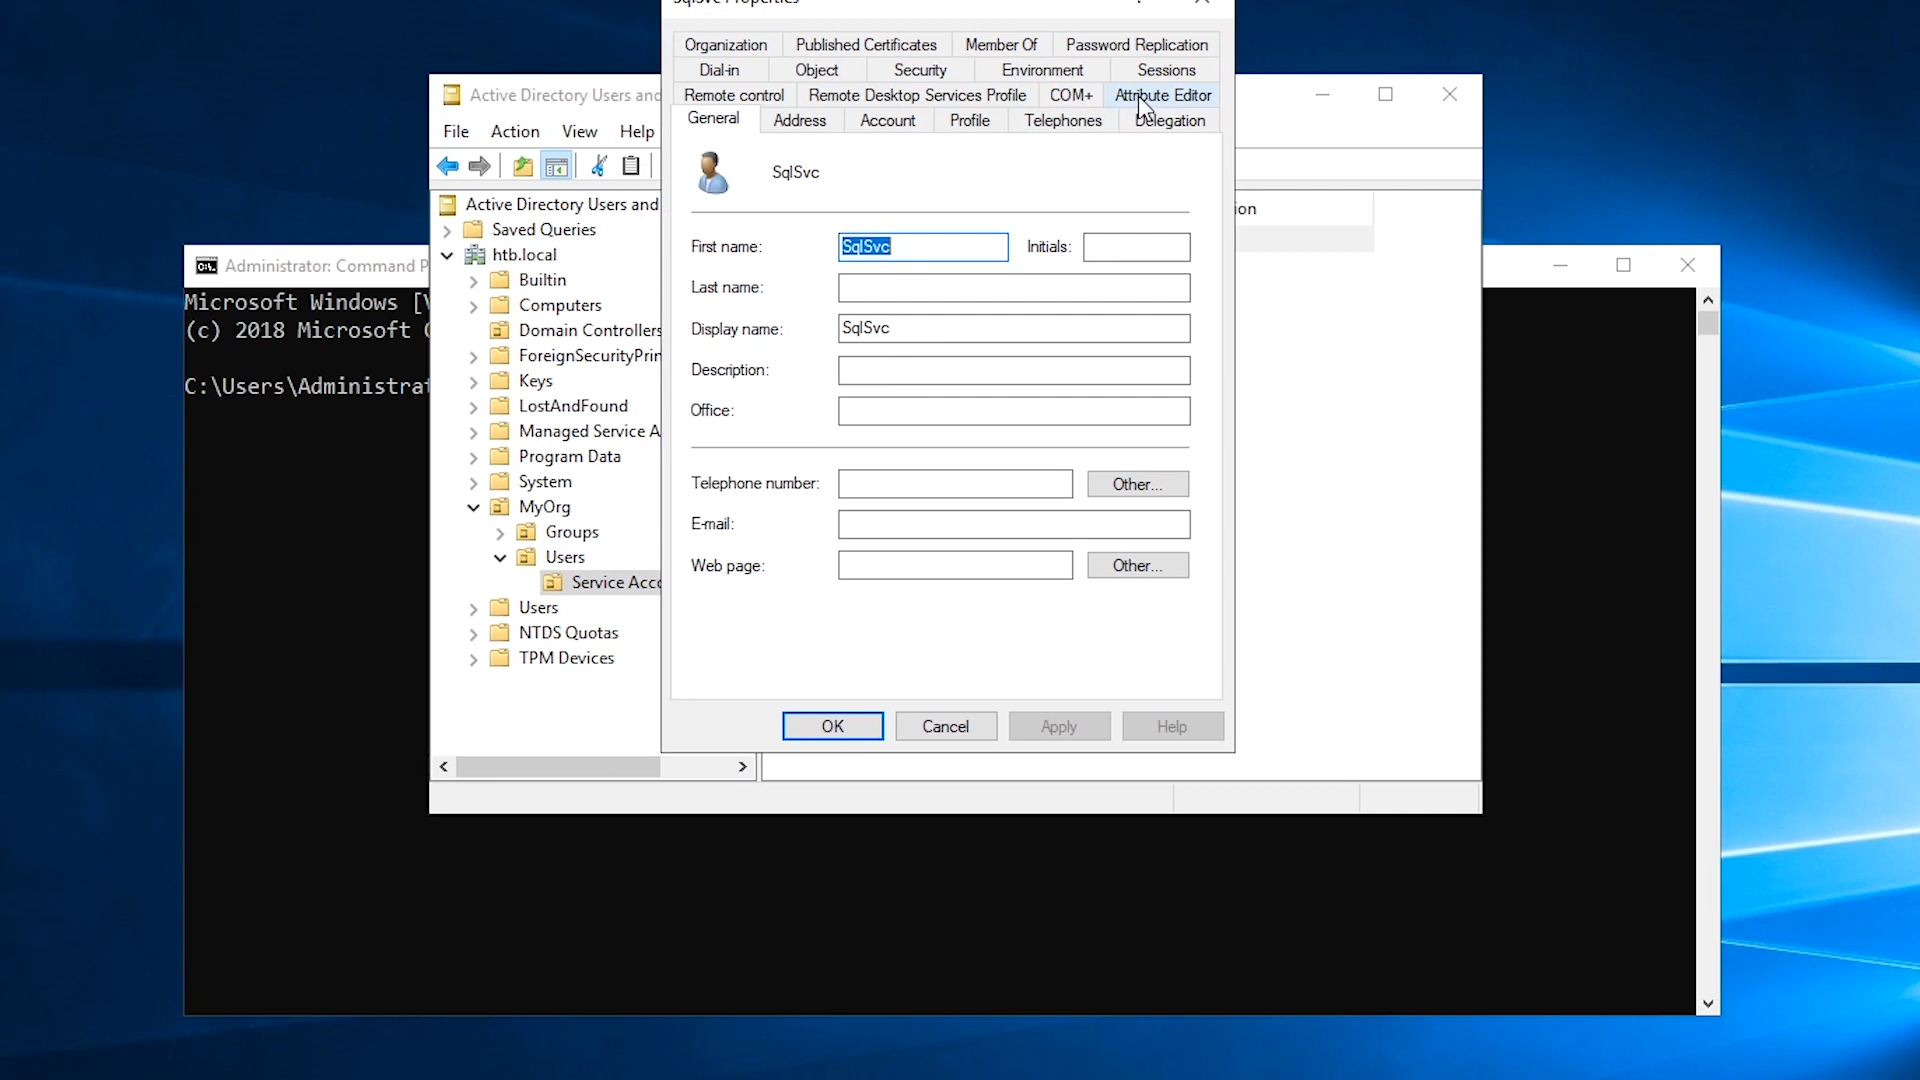 SqlSvc Properties
Organization Published Certificates Member Of Password Replication
Dial-in Object Security Environment Sessions
Remote control Remote Desktop Services Profile COM+ Attribute Editor
General Address Account Profile Telephones Delegation
SqlSvc
First name: SqlSvc Initials:
Last name:
Display name: SqlSvc
Description:
Office:
Telephone number: Other...
E-mail:
Web page: Other...
OK Cancel Apply Help
Active Directory Users and
File Action View Help
Active Directory Users and
Saved Queries
htb.local
Builtin
Computers
Domain Controllers
ForeignSecurityPrin
Keys
LostAndFound
Managed Service A
Program Data
System
MyOrg
Groups
Users
Service Acco
Users
NTDS Quotas
TPM Devices
ion
Administrator: Command P
Microsoft Windows [V
(c) 2018 Microsoft C
C:\Users\Administrat